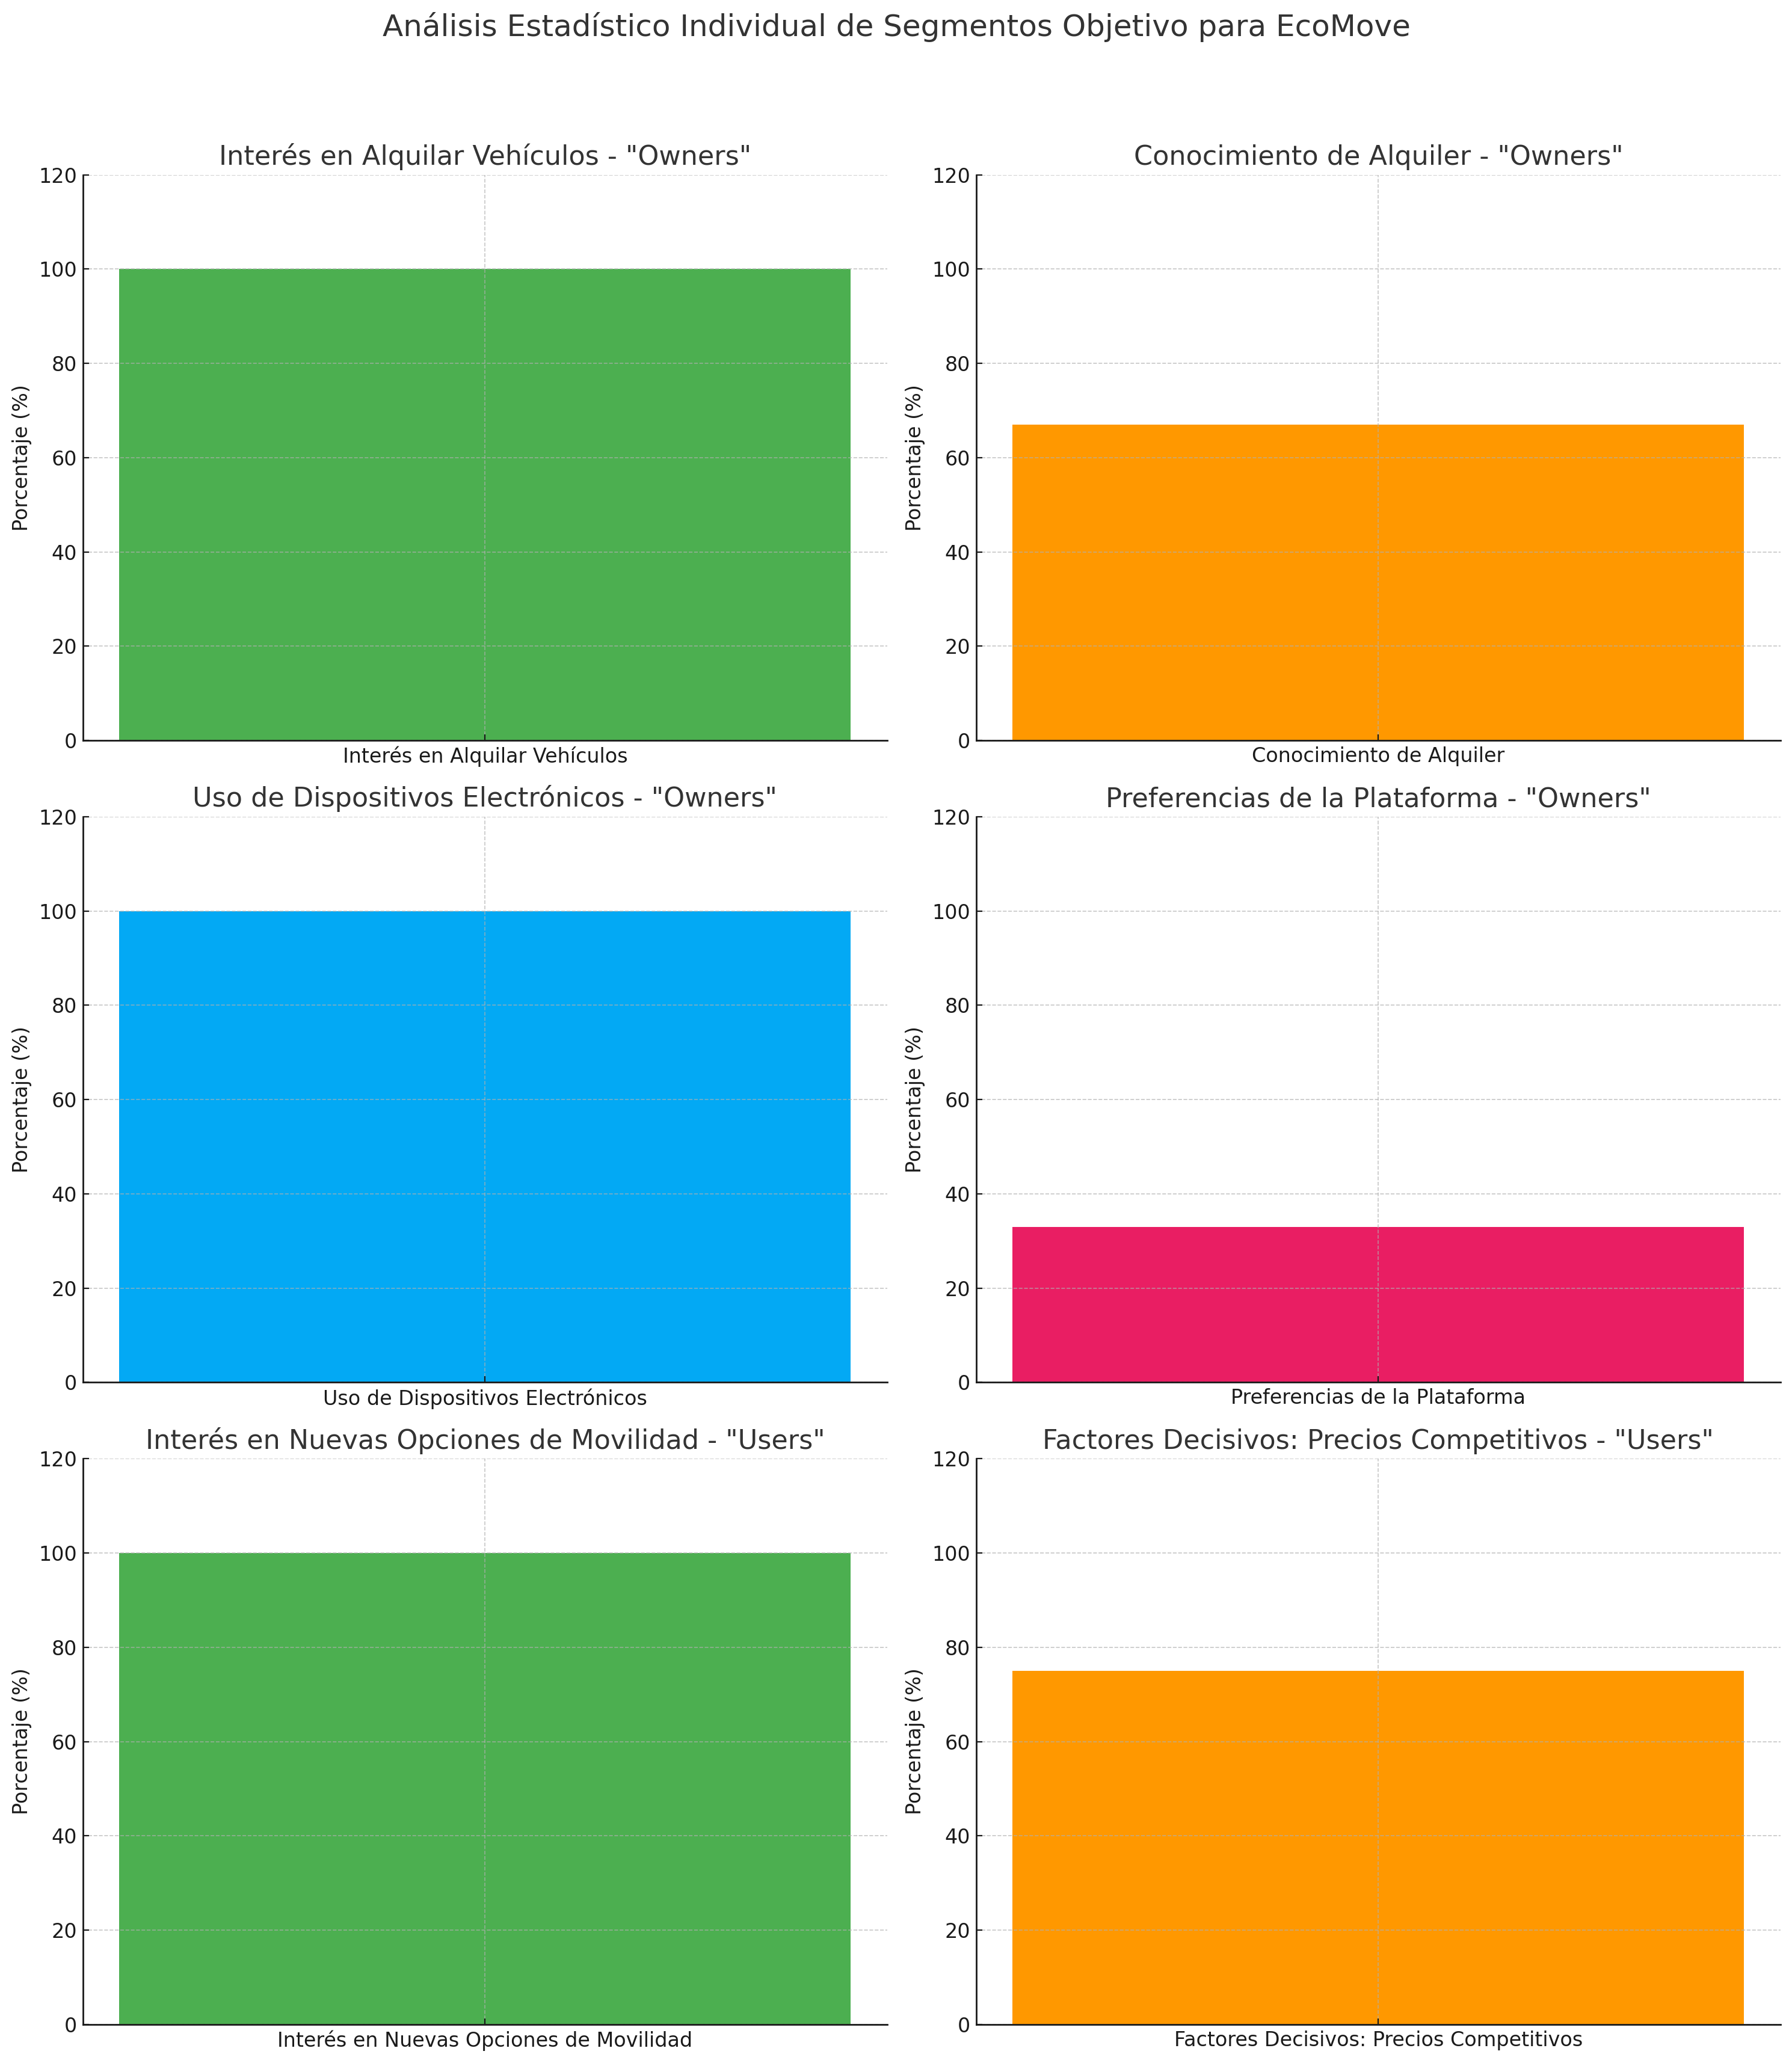 Análisis Estadístico Individual de Segmentos Objetivo para EcoMove
Interés en Alquilar Vehículos - "Owners"
120
100
80
60
40
20
0
Porcentaje (%)
Interés en Alquilar Vehículos
Conocimiento de Alquiler - "Owners"
120
100
80
60
40
20
0
Porcentaje (%)
Conocimiento de Alquiler
Uso de Dispositivos Electrónicos - "Owners"
120
100
80
60
40
20
0
Porcentaje (%)
Uso de Dispositivos Electrónicos
Preferencias de la Plataforma - "Owners"
120
100
80
60
40
20
0
Porcentaje (%)
Preferencias de la Plataforma
Interés en Nuevas Opciones de Movilidad - "Users"
120
100
80
60
40
20
0
Porcentaje (%)
Interés en Nuevas Opciones de Movilidad
Factores Decisivos: Precios Competitivos - "Users"
120
100
80
60
40
20
0
Porcentaje (%)
Factores Decisivos: Precios Competitivos